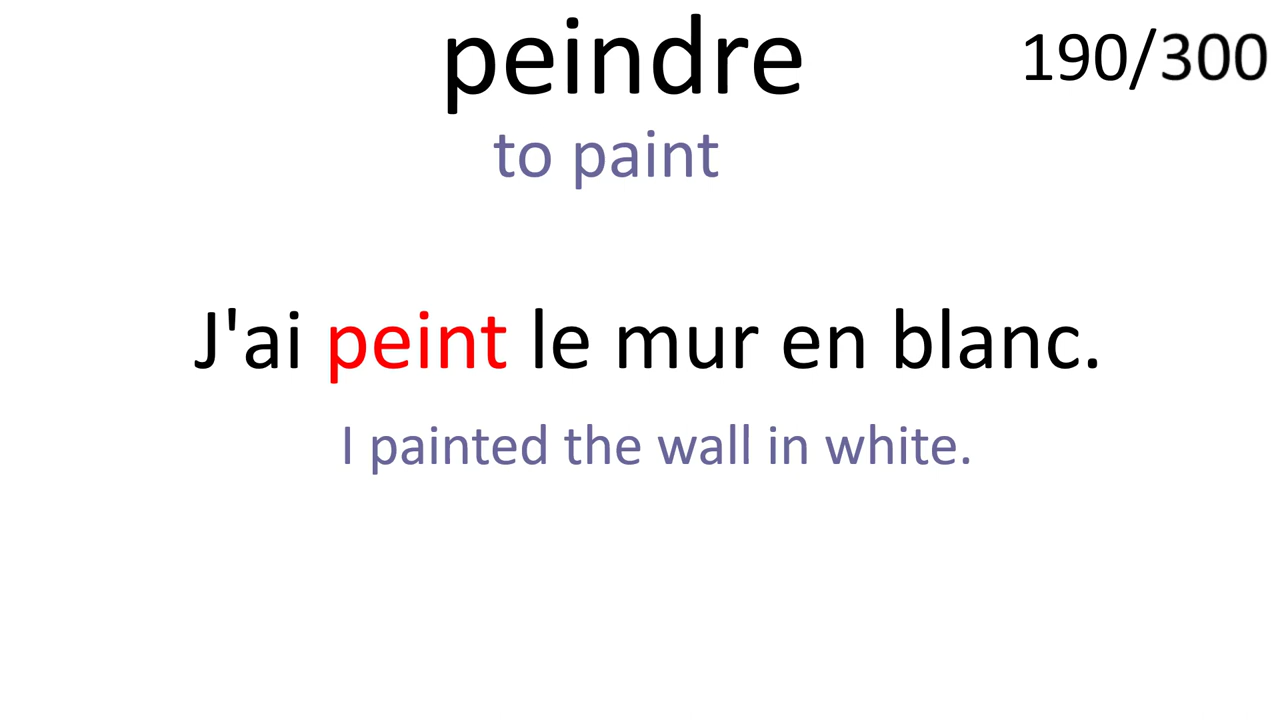 peindre
190/300
to paint
J'ai peint le mur en blanc.
I painted the wall in white.